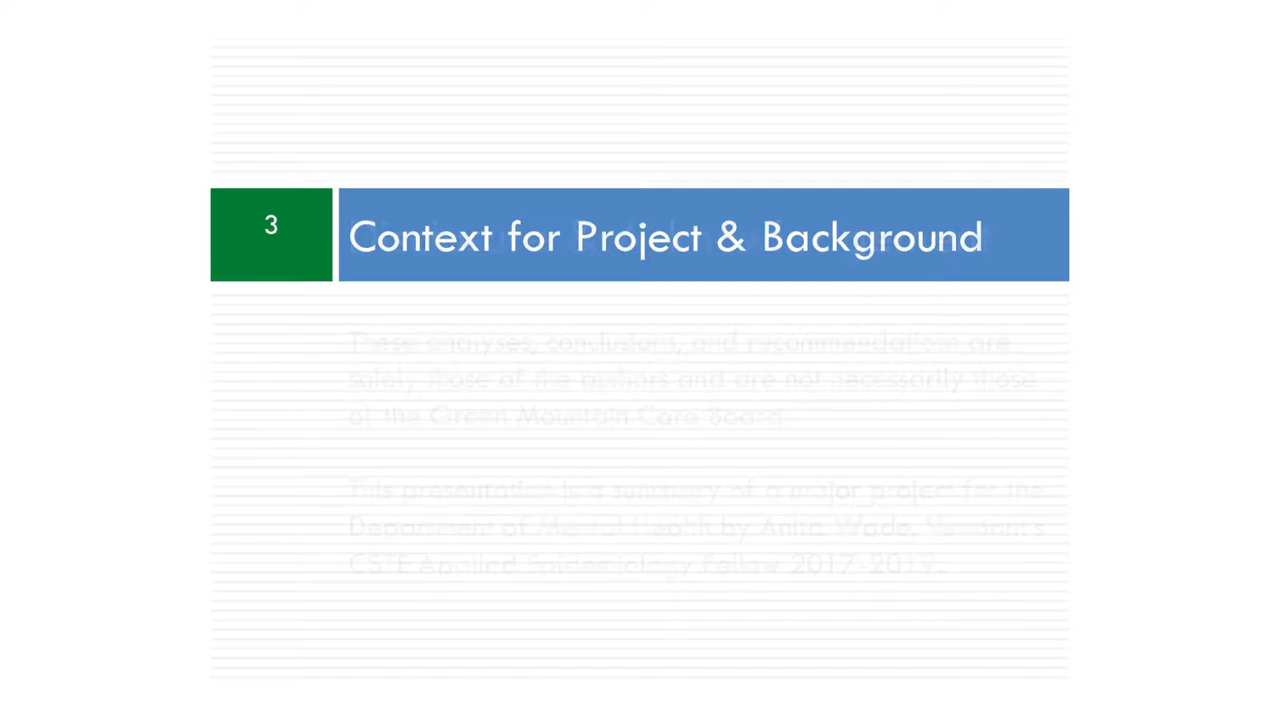 3
Context for Project & Background
These analyses, conclusions, and recommendations are
solely those of the authors and are not necessarily those
of the Green Mountain Care Board.
This presentation is a summary of a major project for the
Department of Mental Health by Anita Wade, Vermont's
CSTE Applied Epidemiology Fellow 2017-2019.